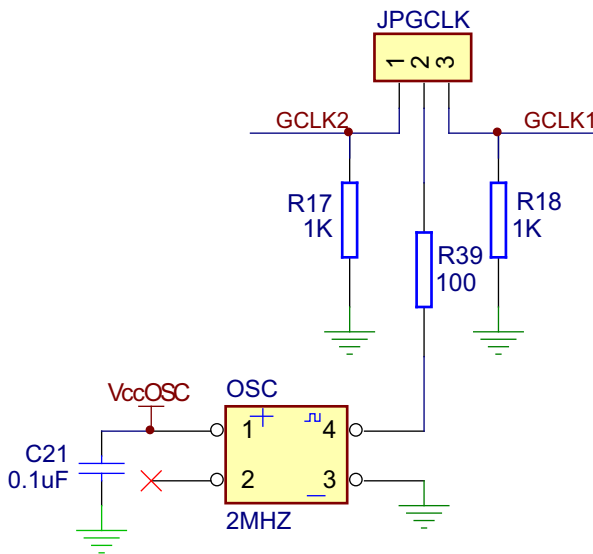 JPGCLK
1 2 3
GCLK2
GCLK1
R17
1K
R18
1K
R39
100
VccOSC
OSC
1
4
C21
0.1uF
2
3
2MHZ